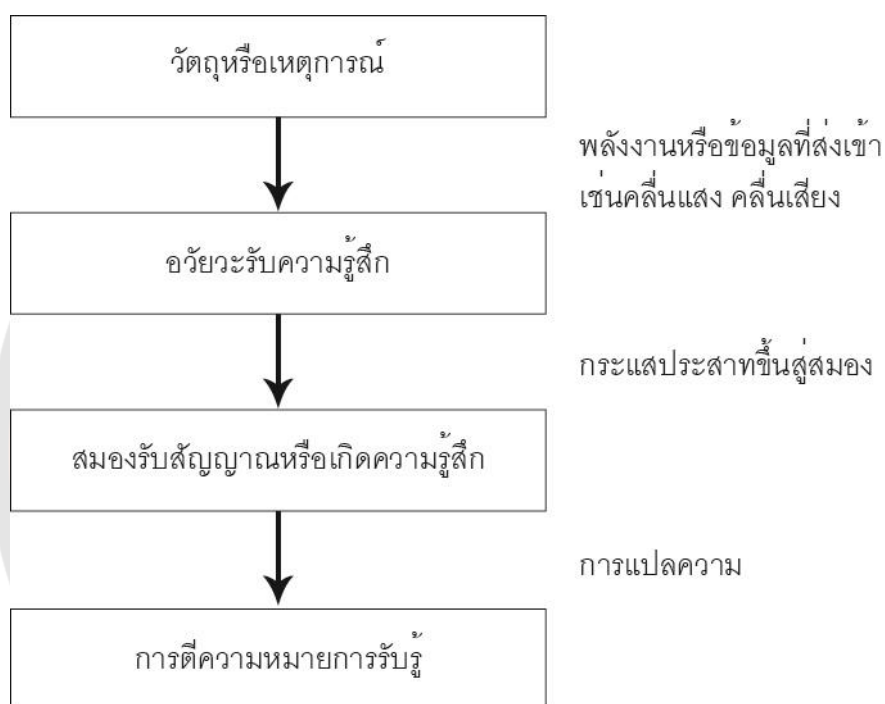 วัตถุหรือเหตุการณ์
พลังงานหรือข้อมูลที่ส่งเข้า
เช่นคลื่นแสง คลื่นเสียง
อวัยวะรับความรู้สึก
กระแสประสาทขึ้นสู่สมอง
สมองรับสัญญาณหรือเกิดความรู้สึก
การแปลความ
การตีความหมายการรับรู้